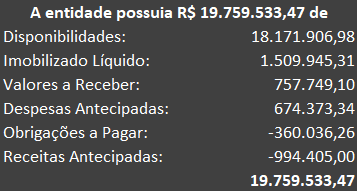 A entidade possuia R$ 19.759.533,47 de
Disponibilidades: 18.171.906,98
Imobilizado Líquido: 1.509.945,31
Valores a Receber: 757.749,10
Despesas Antecipadas: 674.373,34
Obrigações a Pagar: -360.036,26
Receitas Antecipadas: -994.405,00
19.759.533,47